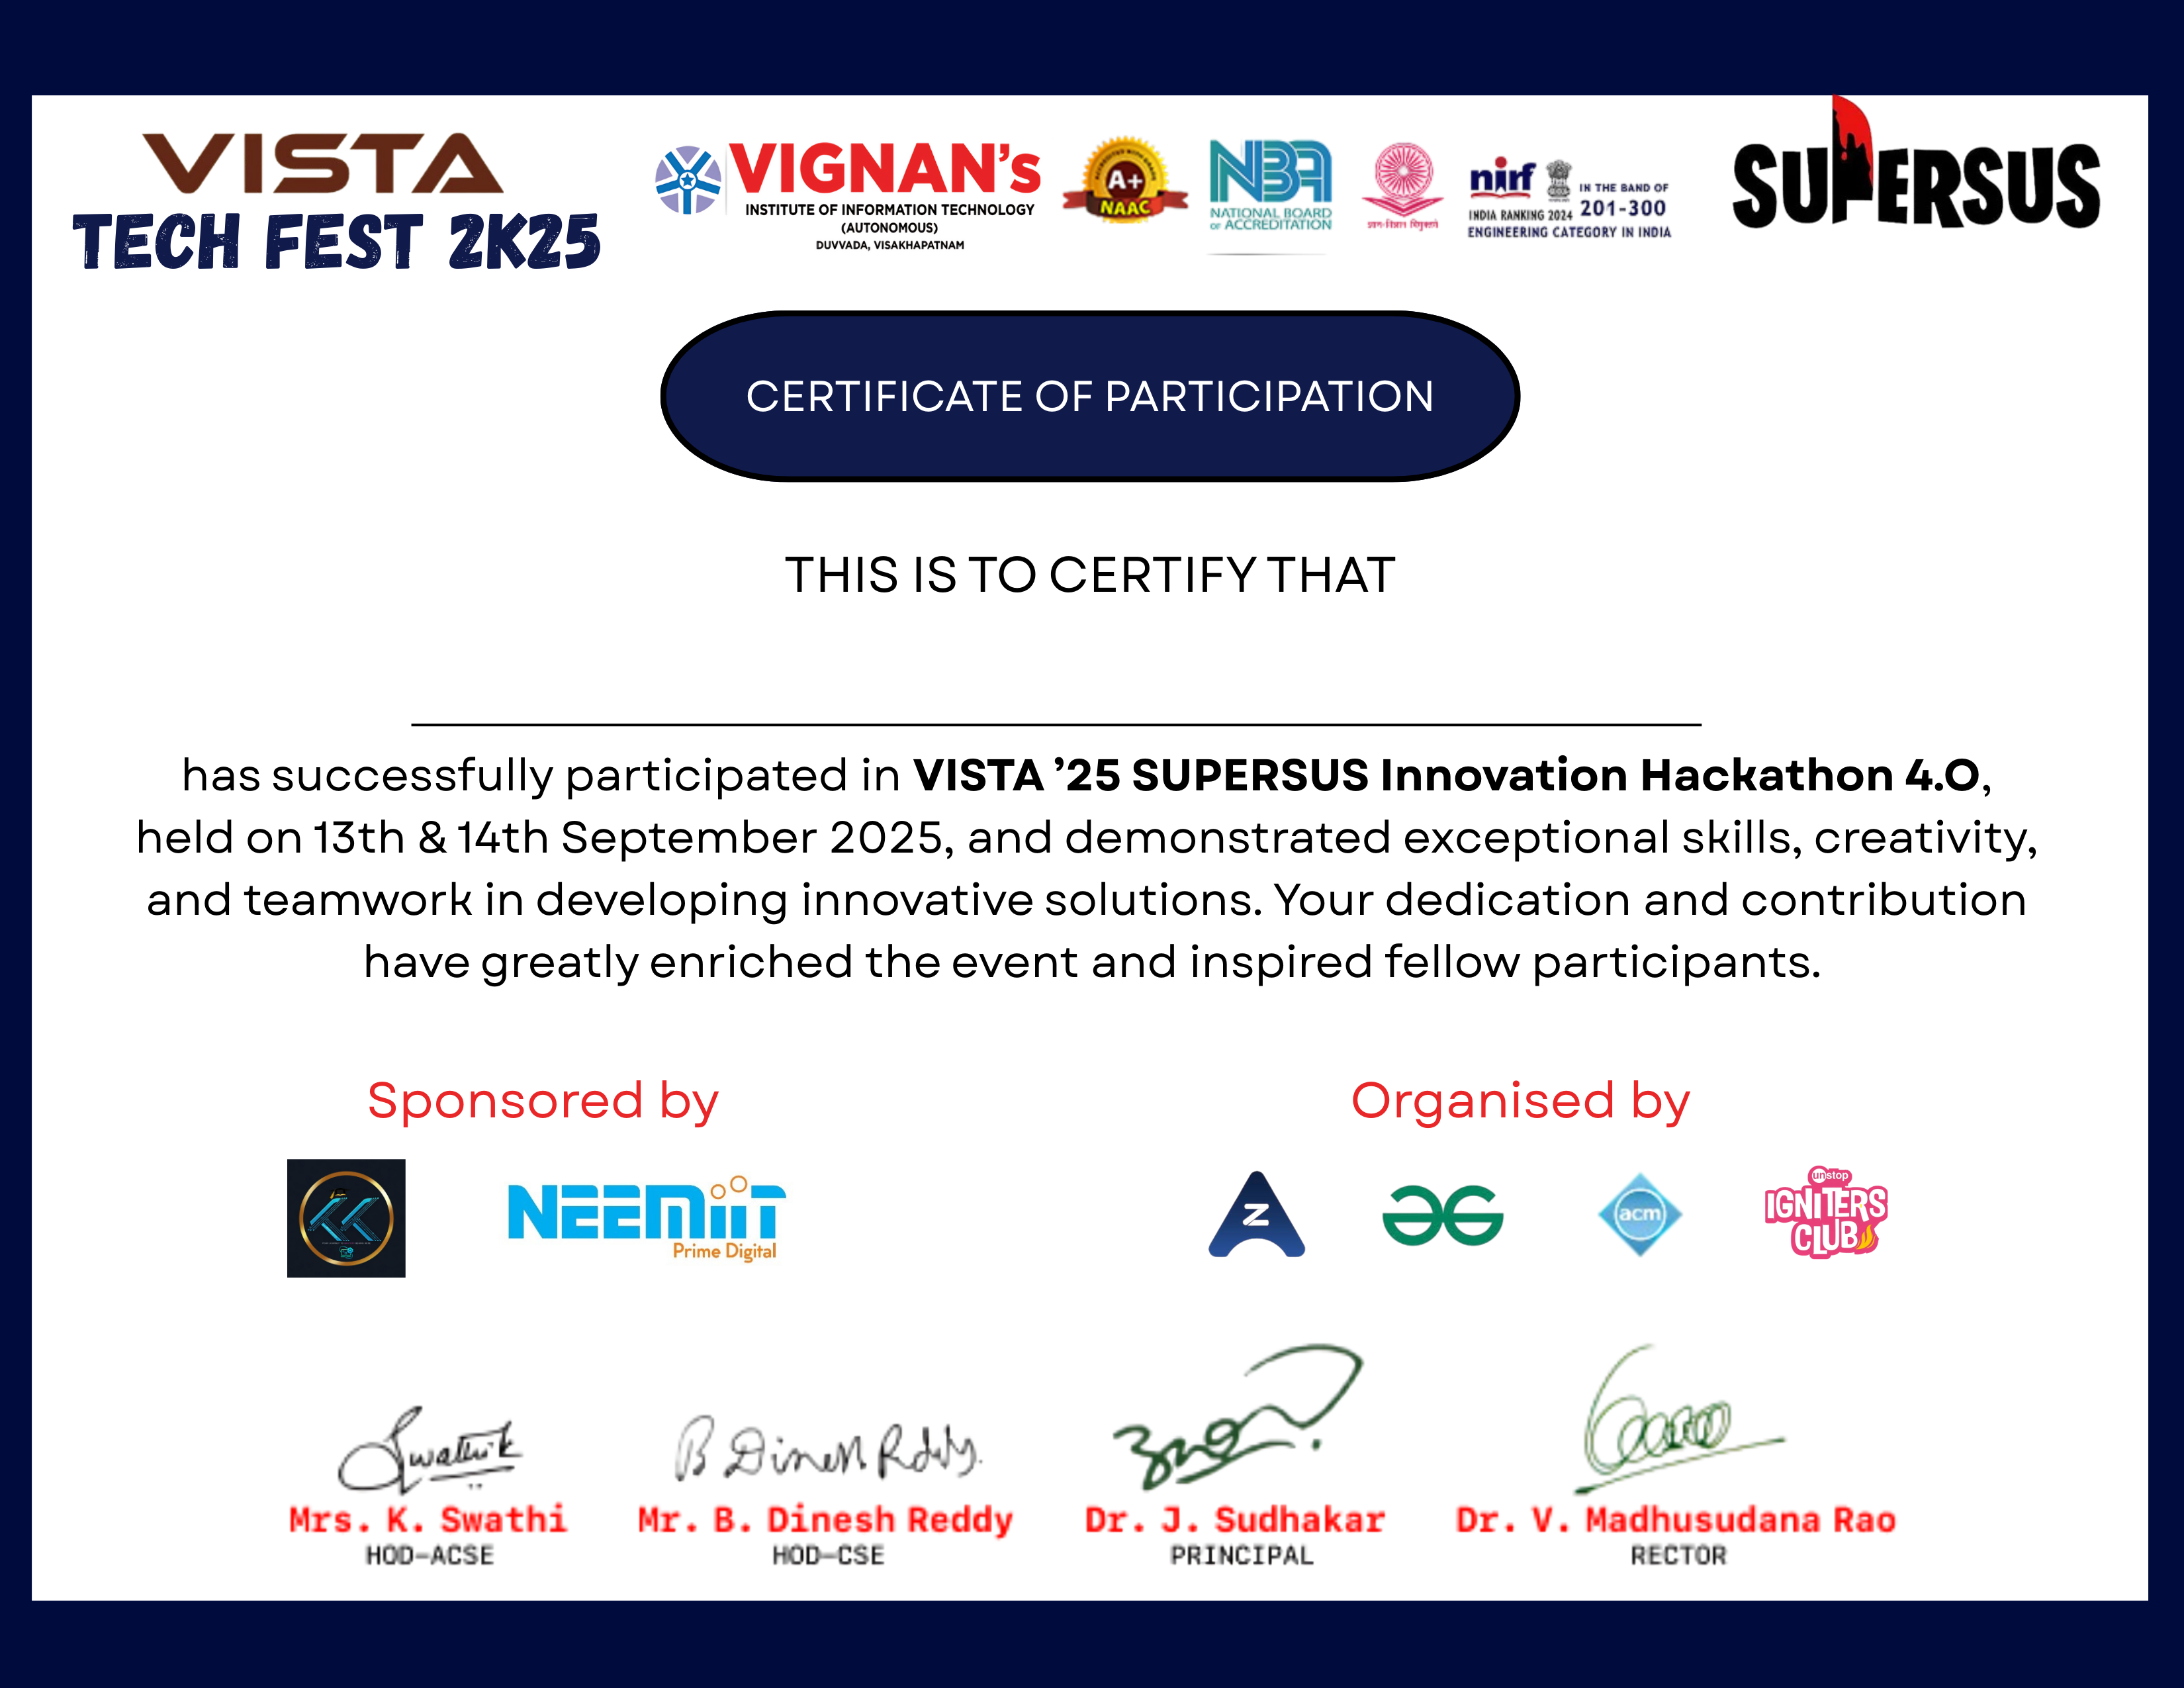 VISTA
TECH FEST 2K25
VIGNAN's
INSTITUTE OF INFORMATION TECHNOLOGY
(AUTONOMOUS)
DUVVADA, VISAKHAPATNAM
A+
NAAC
NBA
NATIONAL BOARD
OF ACCREDITATION
nirf
IN THE BAND OF
INDIA RANKING 2024 201-300
ENGINEERING CATEGORY IN INDIA
SUPERSUS
CERTIFICATE OF PARTICIPATION
THIS IS TO CERTIFY THAT
has successfully participated in VISTA ’25 SUPERSUS Innovation Hackathon 4.O,
held on 13th & 14th September 2025, and demonstrated exceptional skills, creativity,
and teamwork in developing innovative solutions. Your dedication and contribution
have greatly enriched the event and inspired fellow participants.
Sponsored by
Organised by
KK
NEEMIIT
Prime Digital
Z
acm
unstop
IGNITERS
CLUB
Swathi k
B Dinesh Reddy.
Mrs. K. Swathi
HOD-ACSE
Mr. B. Dinesh Reddy
HOD-CSE
Dr. J. Sudhakar
PRINCIPAL
Dr. V. Madhusudana Rao
RECTOR